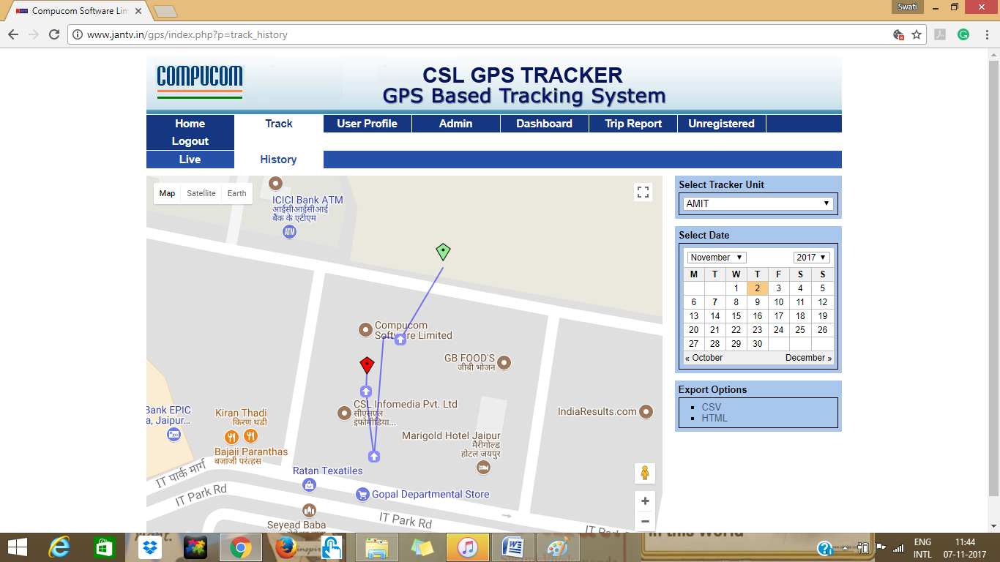 Compucom Software Lim
Swati
www.jantv.in/gps/index.php?p=track_history
COMPUCOM
CSL GPS TRACKER
GPS Based Tracking System
Home
Track
User Profile
Admin
Dashboard
Trip Report
Unregistered
Logout
Live
History
Map
Satellite
Earth
ICICI Bank ATM
आईसीआईसीआई
बैंक के एटीएम
ATM
Compucom
Software Limited
GB FOOD'S
जीबी भोजन
CSL Infomedia Pvt. Ltd
सीएसएल
इंफोमीडिया...
IndiaResults.com
Bank EPIC
a, Jaipur...
Kiran Thadi
किरण थडी
Bajaji Paranthas
बजाजी परंत्हस
Marigold Hotel Jaipur
मैरीगोल्ड
होटल जयपुर
Ratan Texatiles
Gopal Departmental Store
IT पार्क मार्ग
IT Park Rd
IT Park Rd
IT Park Rd
Seyead Baba
Select Tracker Unit
AMIT
Select Date
November 2017
M T W T F S S
1 2 3 4 5
6 7 8 9 10 11 12
13 14 15 16 17 18 19
20 21 22 23 24 25 26
27 28 29 30
« October December »
Export Options
CSV
HTML
in this World
ENG
INTL
11:44
07-11-2017